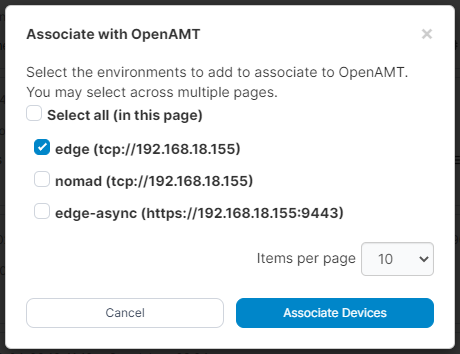 Associate with OpenAMT
×
Select the environments to add to associate to OpenAMT.
You may select across multiple pages.
Select all (in this page)
edge (tcp://192.168.18.155)
nomad (tcp://192.168.18.155)
edge-async (https://192.168.18.155:9443)
Items per page 10
Cancel Associate Devices